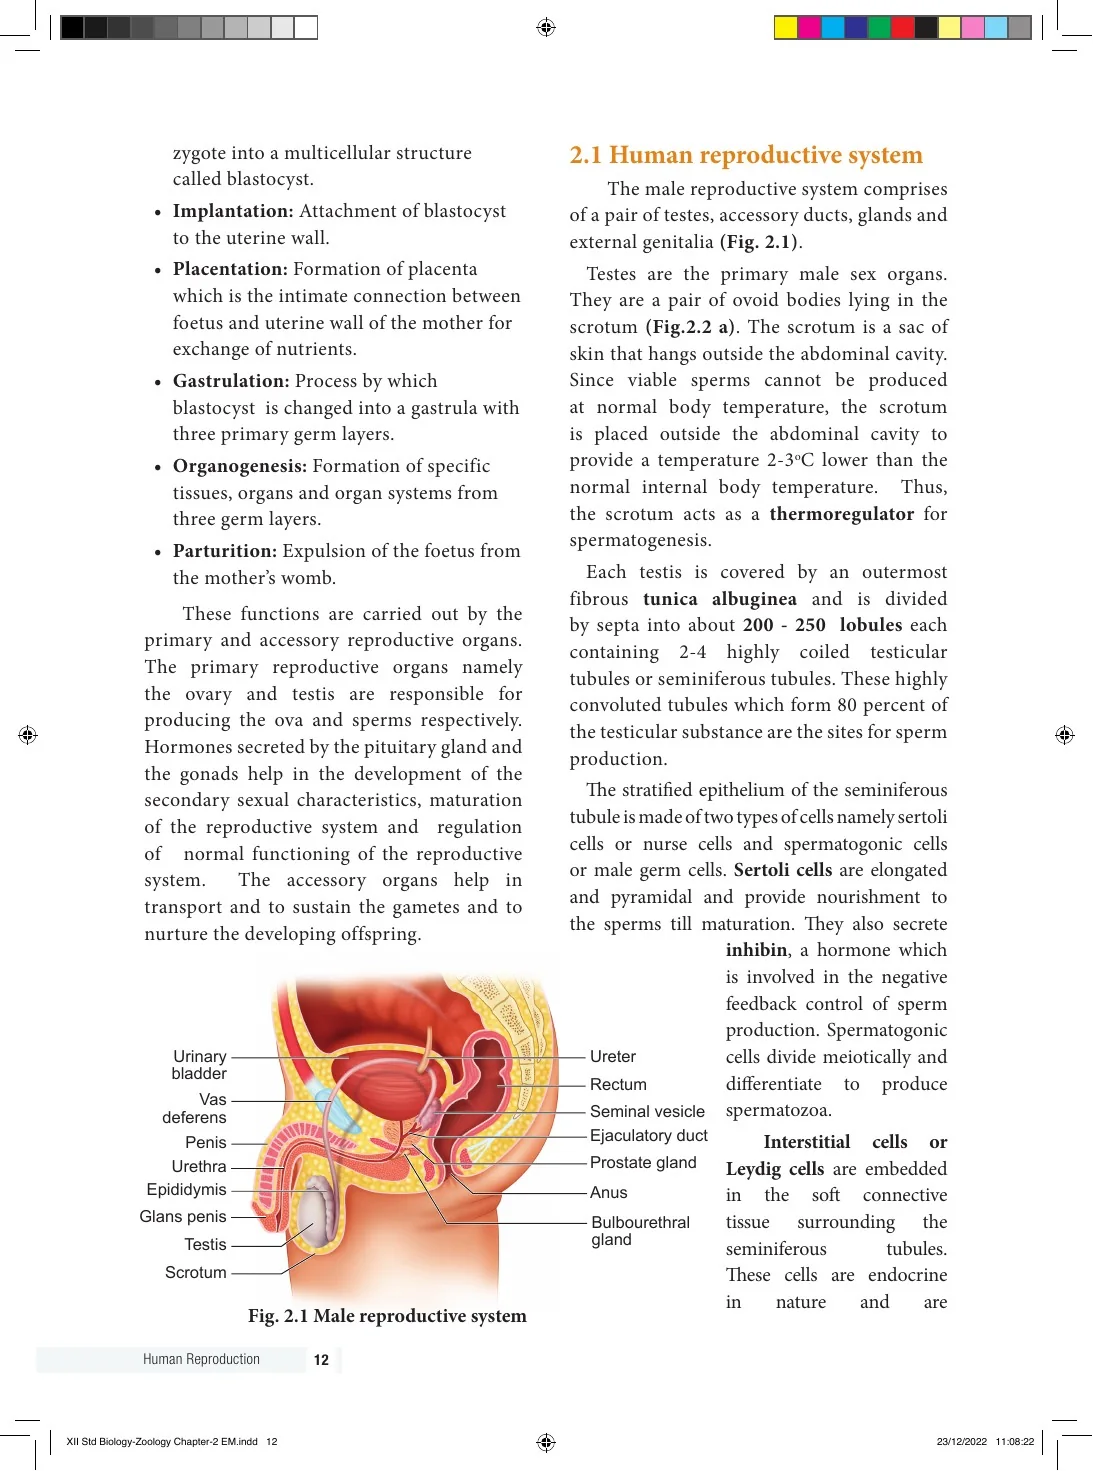 zygote into a multicellular structure
called blastocyst.
• Implantation: Attachment of blastocyst
to the uterine wall.
• Placentation: Formation of placenta
which is the intimate connection between
foetus and uterine wall of the mother for
exchange of nutrients.
• Gastrulation: Process by which
blastocyst is changed into a gastrula with
three primary germ layers.
• Organogenesis: Formation of specific
tissues, organs and organ systems from
three germ layers.
• Parturition: Expulsion of the foetus from
the mother’s womb.
These functions are carried out by the
primary and accessory reproductive organs.
The primary reproductive organs namely
the ovary and testis are responsible for
producing the ova and sperms respectively.
Hormones secreted by the pituitary gland and
the gonads help in the development of the
secondary sexual characteristics, maturation
of the reproductive system and regulation
of normal functioning of the reproductive
system. The accessory organs help in
transport and to sustain the gametes and to
nurture the developing offspring.
2.1 Human reproductive system
The male reproductive system comprises
of a pair of testes, accessory ducts, glands and
external genitalia (Fig. 2.1).
Testes are the primary male sex organs.
They are a pair of ovoid bodies lying in the
scrotum (Fig.2.2 a). The scrotum is a sac of
skin that hangs outside the abdominal cavity.
Since viable sperms cannot be produced
at normal body temperature, the scrotum
is placed outside the abdominal cavity to
provide a temperature 2-3ºC lower than the
normal internal body temperature. Thus,
the scrotum acts as a thermoregulator for
spermatogenesis.
Each testis is covered by an outermost
fibrous tunica albuginea and is divided
by septa into about 200 - 250 lobules each
containing 2-4 highly coiled testicular
tubules or seminiferous tubules. These highly
convoluted tubules which form 80 percent of
the testicular substance are the sites for sperm
production.
The stratified epithelium of the seminiferous
tubule is made of two types of cells namely sertoli
cells or nurse cells and spermatogonic cells
or male germ cells. Sertoli cells are elongated
and pyramidal and provide nourishment to
the sperms till maturation. They also secrete
inhibin, a hormone which
is involved in the negative
feedback control of sperm
production. Spermatogonic
cells divide meiotically and
differentiate to produce
spermatozoa.
Interstitial cells or
Leydig cells are embedded
in the soft connective
tissue surrounding the
seminiferous tubules.
These cells are endocrine
in nature and are
Urinary
bladder
Vas
deferens
Penis
Urethra
Epididymis
Glans penis
Testis
Scrotum
Ureter
Rectum
Seminal vesicle
Ejaculatory duct
Prostate gland
Anus
Bulbourethral
gland
Fig. 2.1 Male reproductive system
Human Reproduction 12
XII Std Biology-Zoology Chapter-2 EM.indd 12
23/12/2022 11:08:22